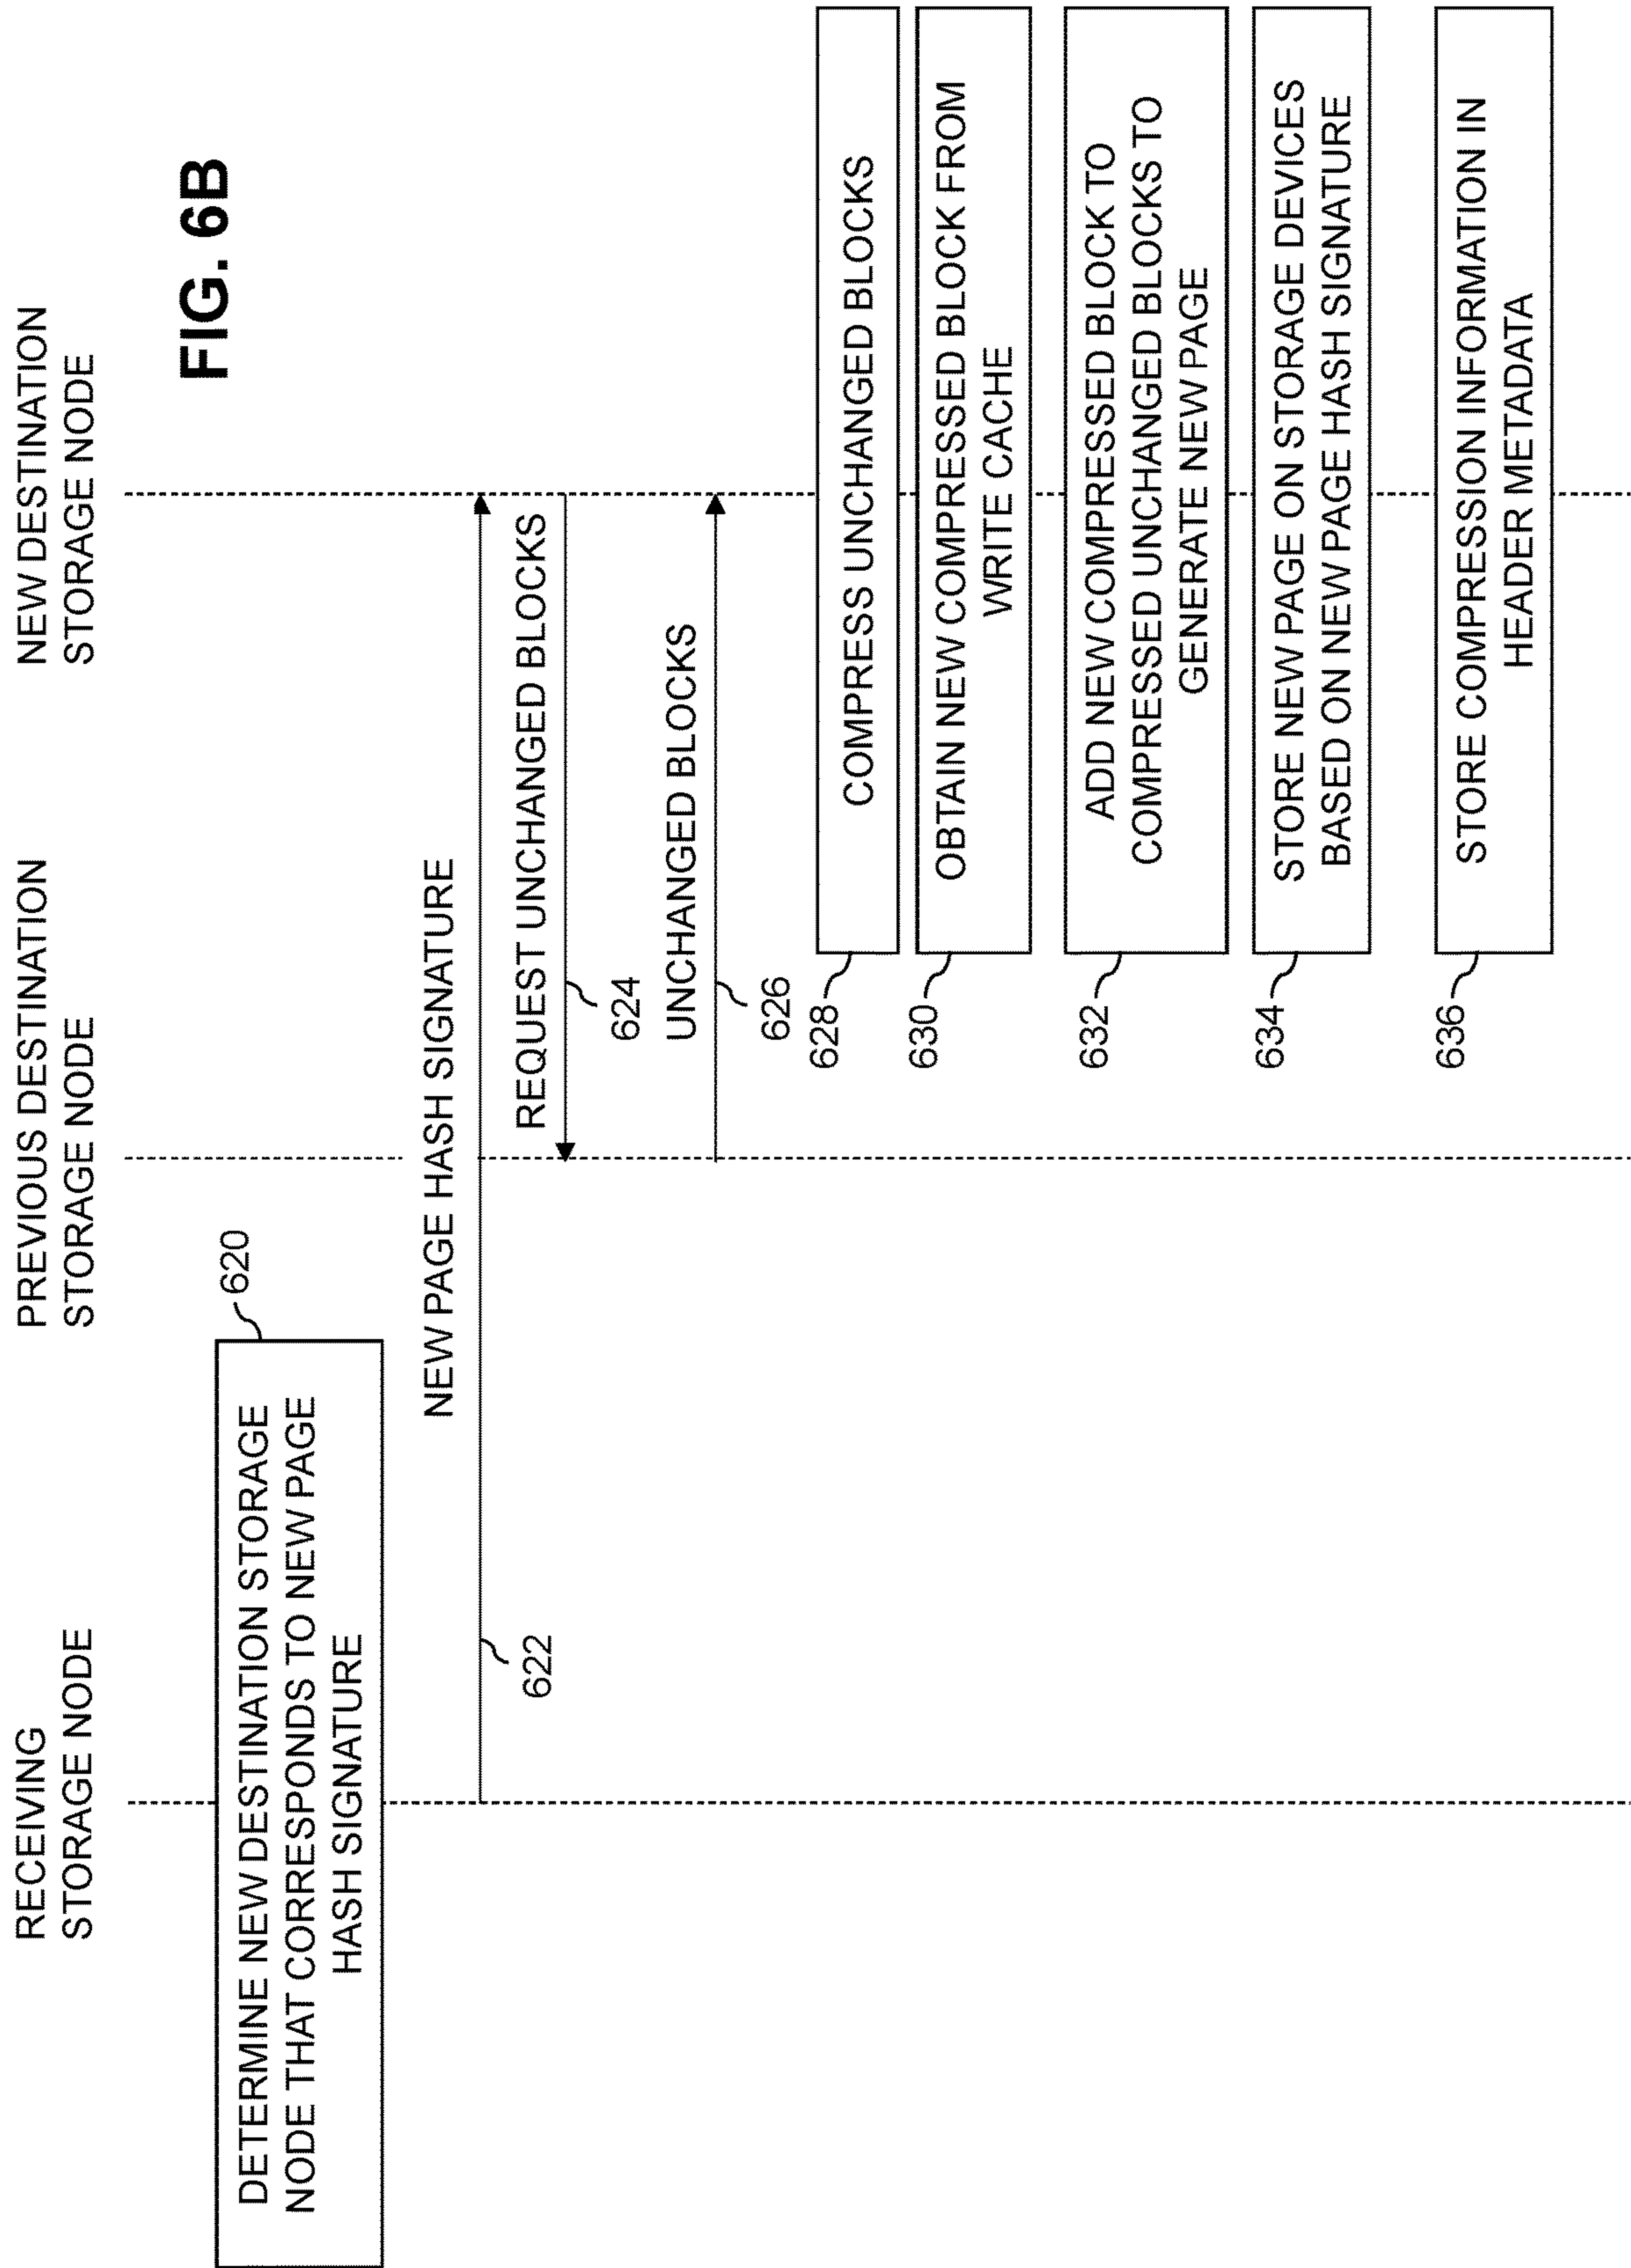 RECEIVING
STORAGE NODE
PREVIOUS DESTINATION
STORAGE NODE
NEW DESTINATION
STORAGE NODE
FIG. 6B
DETERMINE NEW DESTINATION STORAGE
NODE THAT CORRESPONDS TO NEW PAGE
HASH SIGNATURE
620
NEW PAGE HASH SIGNATURE
622
REQUEST UNCHANGED BLOCKS
624
UNCHANGED BLOCKS
626
628
COMPRESS UNCHANGED BLOCKS
630
OBTAIN NEW COMPRESSED BLOCK FROM
WRITE CACHE
632
ADD NEW COMPRESSED BLOCK TO
COMPRESSED UNCHANGED BLOCKS TO
GENERATE NEW PAGE
634
STORE NEW PAGE ON STORAGE DEVICES
BASED ON NEW PAGE HASH SIGNATURE
636
STORE COMPRESSION INFORMATION IN
HEADER METADATA